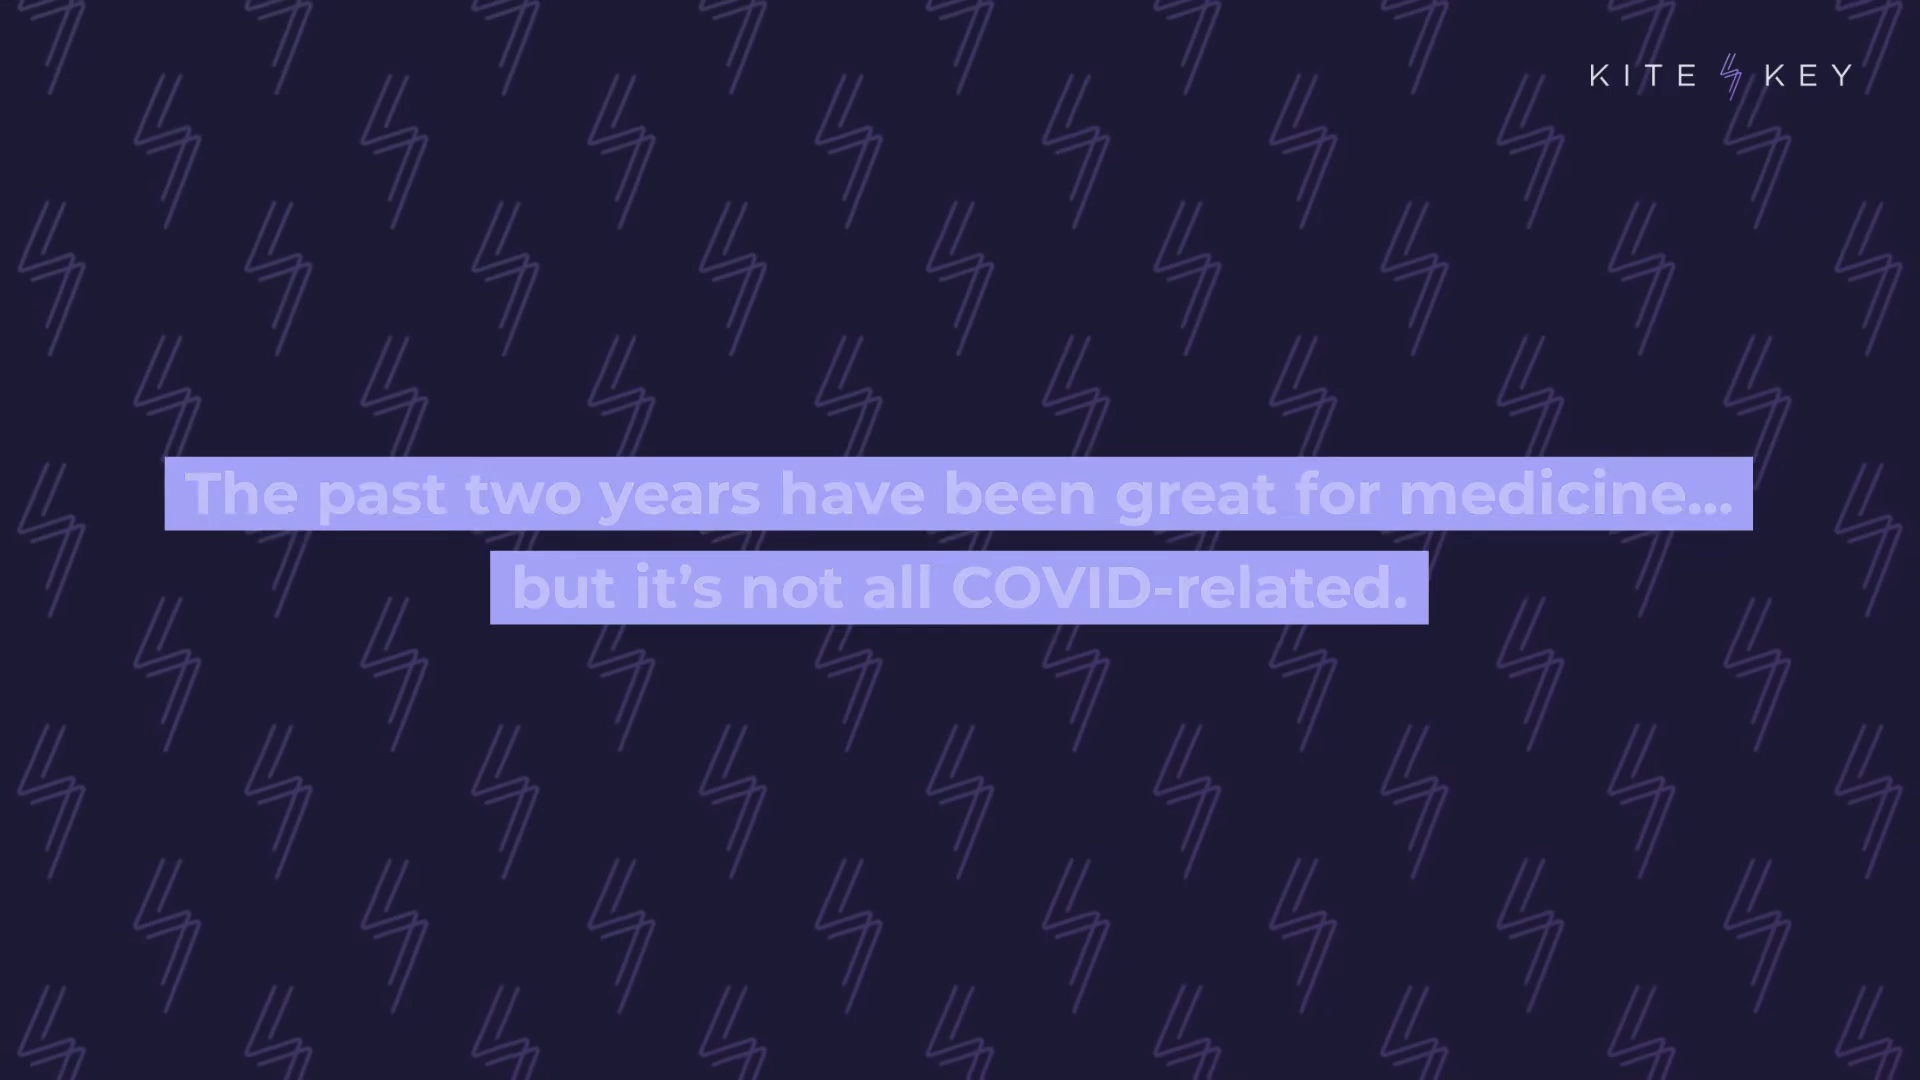 KITE KEY
The past two years have been great for medicine...
but it’s not all COVID-related.